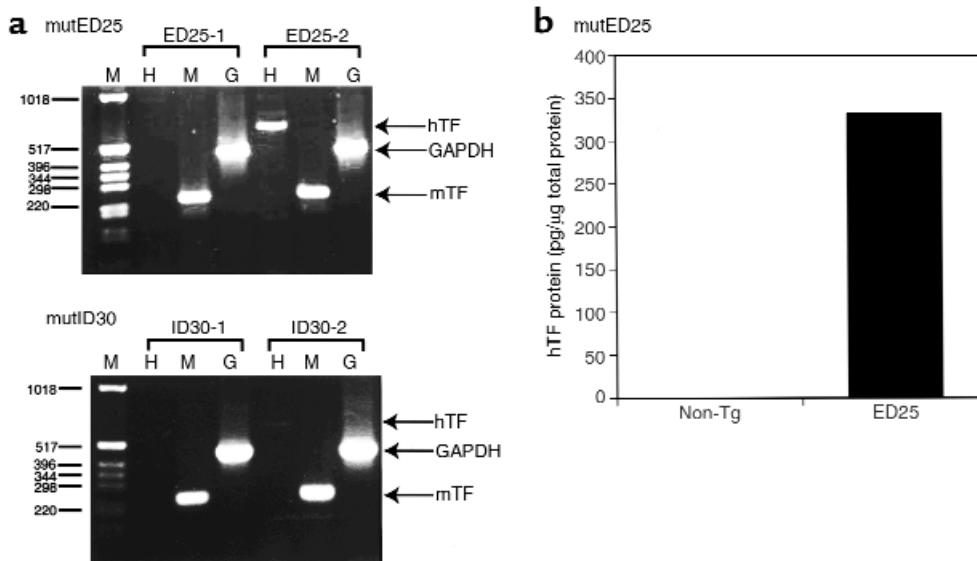 a
mutED25
ED25-1 ED25-2
M H M G H M G
1018
517
396
344
298
220
hTF
GAPDH
mTF
mutID30
ID30-1 ID30-2
M H M G H M G
1018
517
396
344
298
220
hTF
GAPDH
mTF
b
mutED25
hTF protein (pg/µg total protein)
400
350
300
250
200
150
100
50
0
Non-Tg ED25